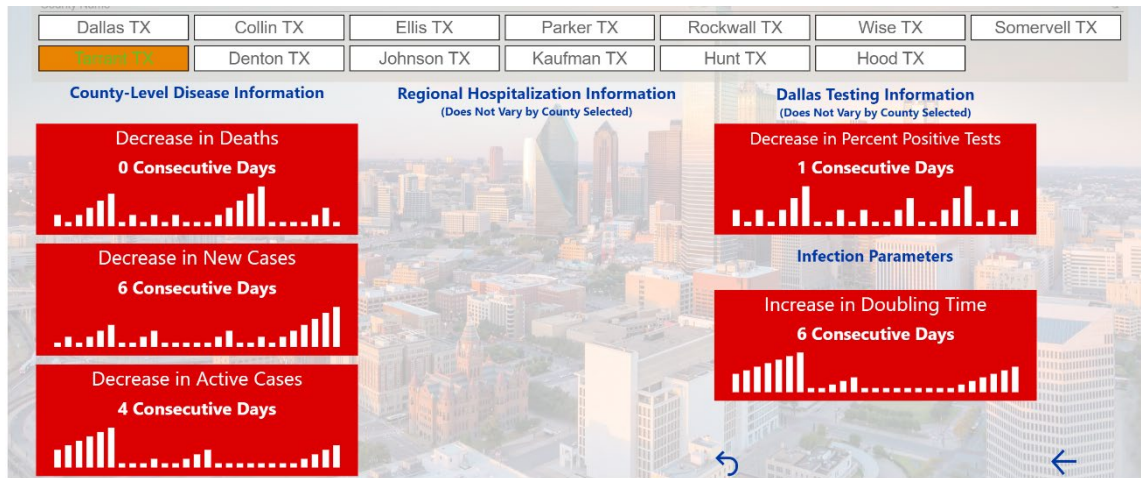 County Name
Dallas TX
Collin TX
Ellis TX
Parker TX
Rockwall TX
Wise TX
Somervell TX
Tarrant TX
Denton TX
Johnson TX
Kaufman TX
Hunt TX
Hood TX
County-Level Disease Information
Regional Hospitalization Information
(Does Not Vary by County Selected)
Dallas Testing Information
(Does Not Vary by County Selected)
Decrease in Deaths
0 Consecutive Days
Decrease in New Cases
6 Consecutive Days
Decrease in Active Cases
4 Consecutive Days
Decrease in Percent Positive Tests
1 Consecutive Days
Infection Parameters
Increase in Doubling Time
6 Consecutive Days